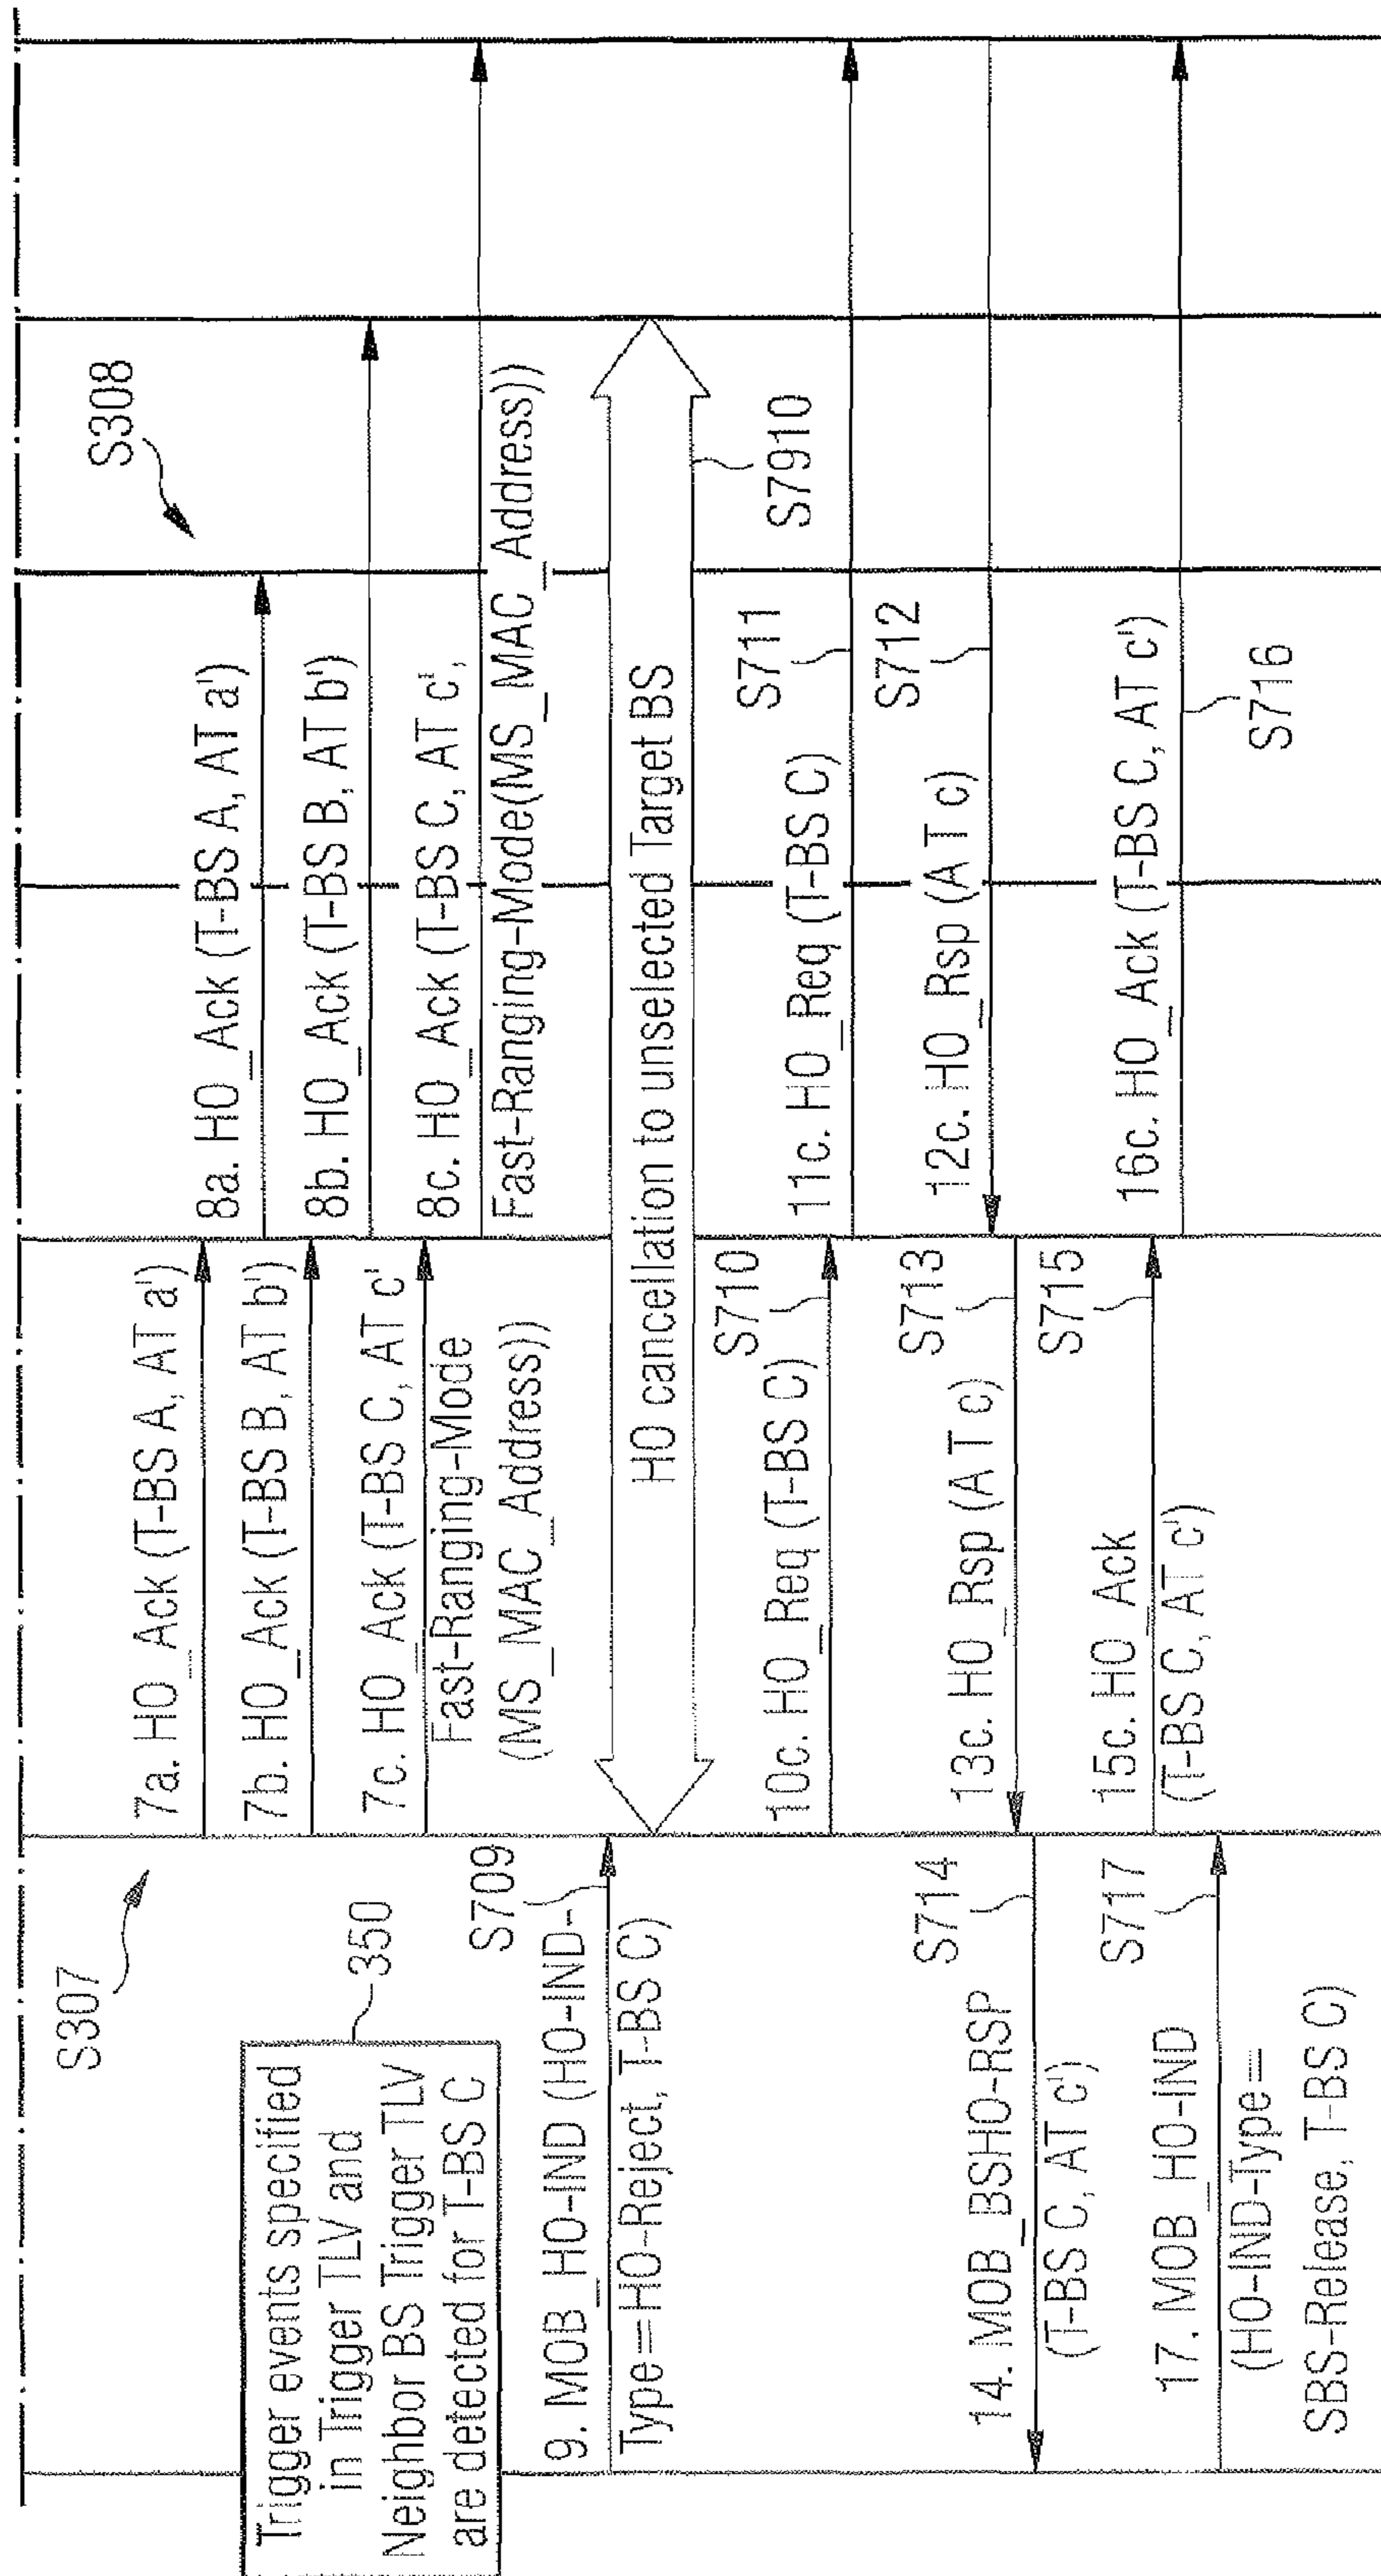 S307
S308
7a. HO_Ack (T-BS A, AT a')
8a. HO_Ack (T-BS A, AT a')
7b. HO_Ack (T-BS B, AT b')
8b. HO_Ack (T-BS B, AT b')
7c. HO_Ack (T-BS C, AT c'
Fast-Ranging-Mode
(MS_MAC_Address))
8c. HO_Ack (T-BS C, AT c',
Fast-Ranging-Mode(MS_MAC_Address))
Trigger events specified
in Trigger TLV and
Neighbor BS Trigger TLV
are detected for T-BS C
350
S709
9. MOB_HO-IND (HO-IND-
Type=HO-Reject, T-BS C)
HO cancellation to unselected Target BS
S7910
S710
10c. HO_Req (T-BS C)
S711
11c. HO_Req (T-BS C)
S712
12c. HO_Rsp (AT c)
S713
13c. HO_Rsp (AT c)
S714
14. MOB_BSHO-RSP
(T-BS C, AT c')
S715
15c. HO_Ack
(T-BS C, AT c')
16c. HO_Ack (T-BS C, AT c')
S716
S717
17. MOB_HO-IND
(HO-IND-Type=
SBS-Release, T-BS C)